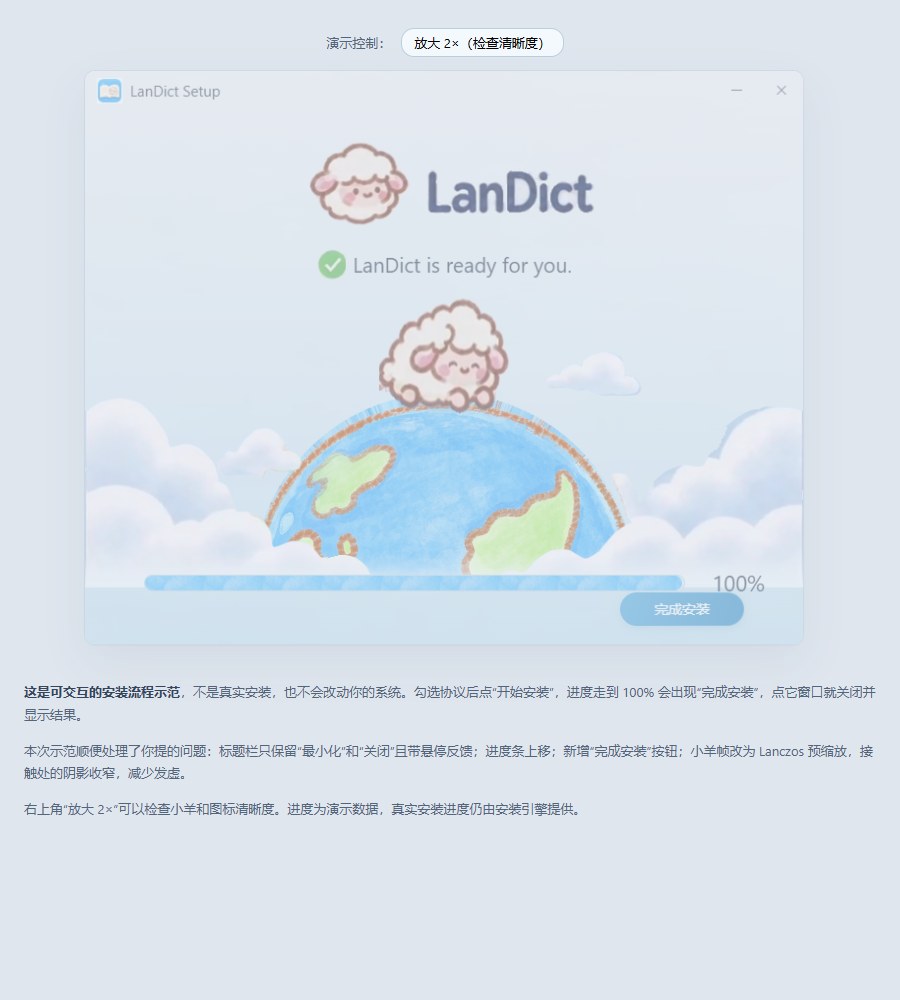 演示控制：
放大 2×（检查清晰度）
LanDict Setup
LanDict
LanDict is ready for you.
100%
完成安装
这是可交互的安装流程示范，不是真实安装，也不会改动你的系统。勾选协议后点“开始安装”，进度走到 100% 会出现“完成安装”，点它窗口就关闭并
显示结果。
本次示范顺便处理了你提的问题：标题栏只保留“最小化”和“关闭”且带悬停反馈；进度条上移；新增“完成安装”按钮；小羊帧改为 Lanczos 预缩放，接
触处的阴影收窄，减少发虚。
右上角“放大 2×”可以检查小羊和图标清晰度。进度为演示数据，真实安装进度仍由安装引擎提供。